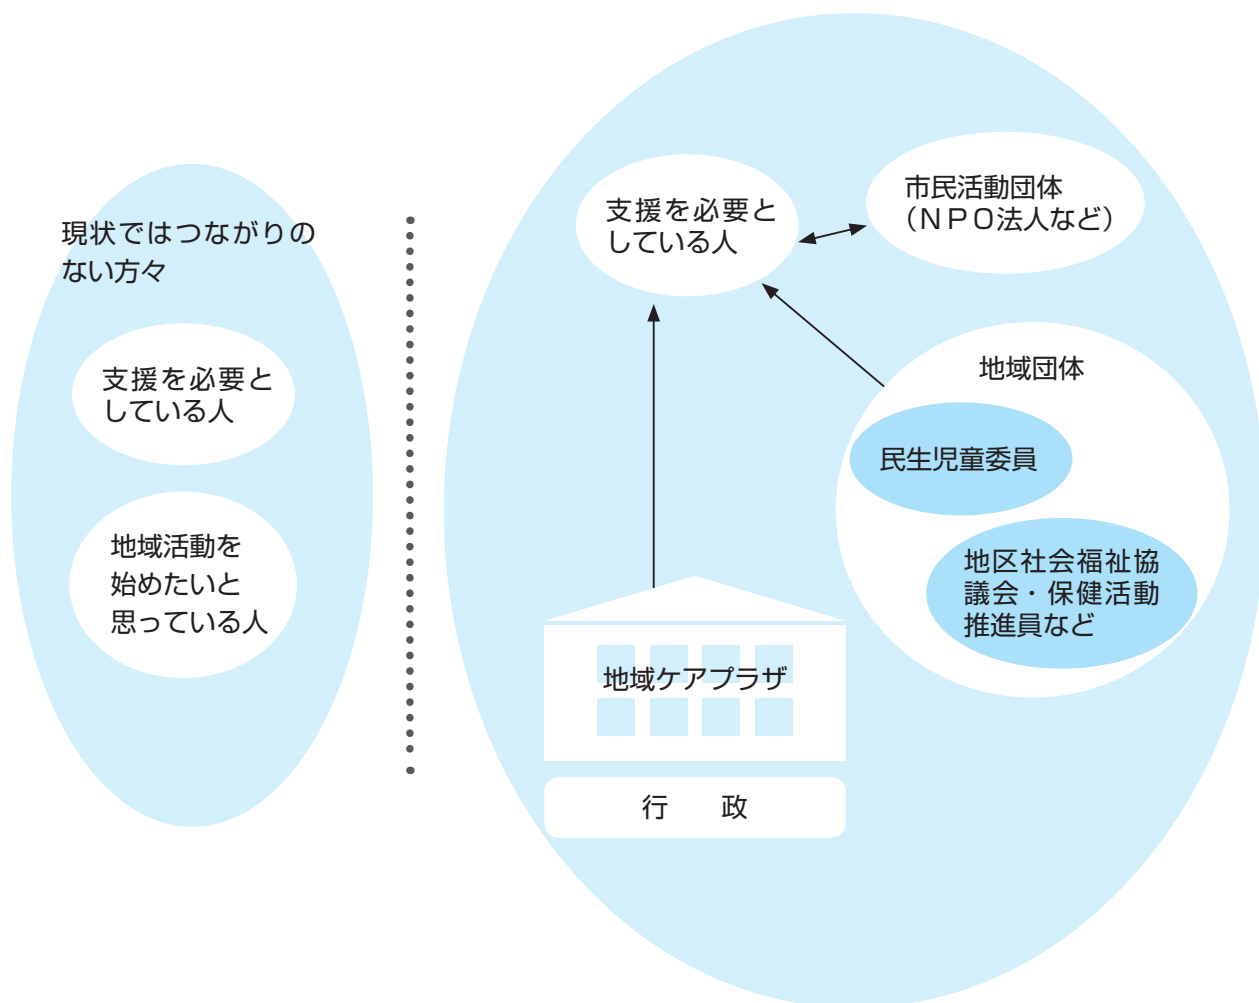 現状ではつながりの
ない方々
支援を必要と
している人
地域活動を
始めたいと
思っている人
支援を必要と
している人
市民活動団体
(NPO法人など)
地域団体
民生児童委員
地区社会福祉協
議会・保健活動
推進員など
地域ケアプラザ
行　政